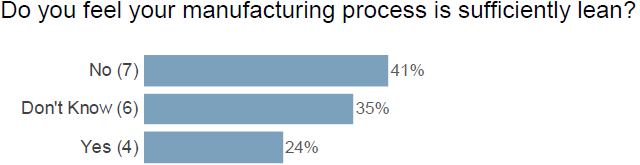 Do you feel your manufacturing process is sufficiently lean?
No (7) 41%
Don't Know (6) 35%
Yes (4) 24%